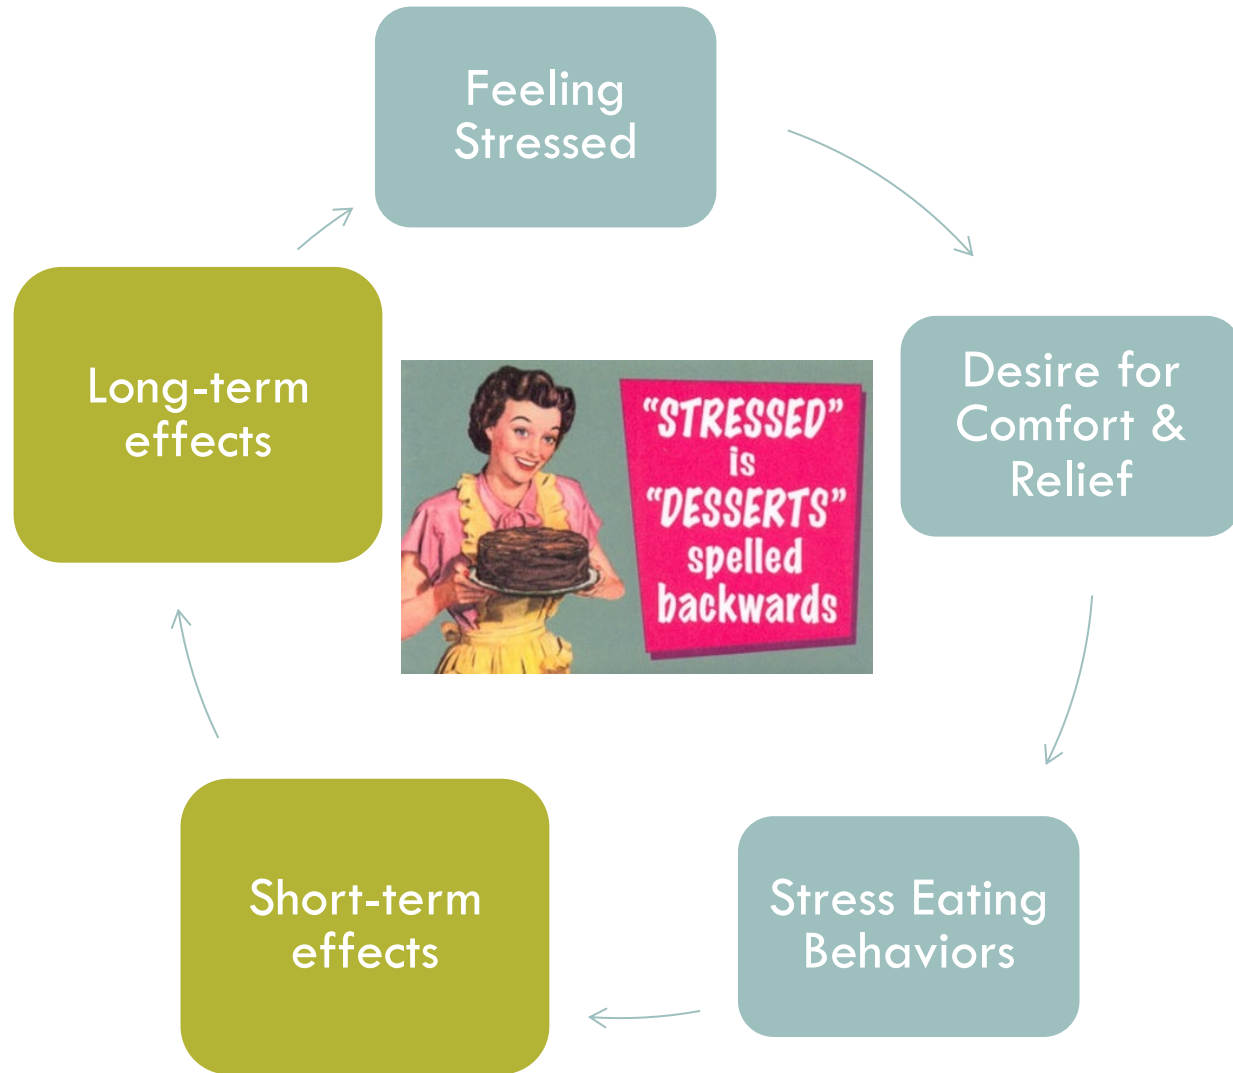 Feeling
Stressed
Desire for
Comfort &
Relief
Stress Eating
Behaviors
Short-term
effects
Long-term
effects
"STRESSED"
is
"DESSERTS"
spelled
backwards